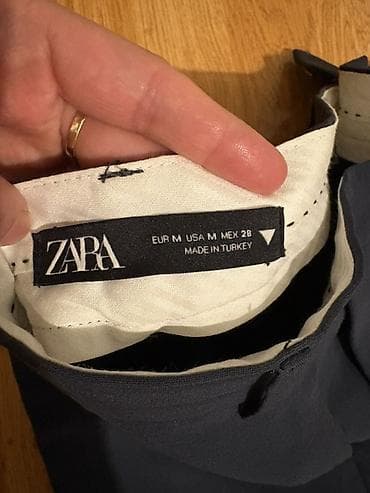 ZARA
EUR M USA M MEX 28
MADE IN TURKEY